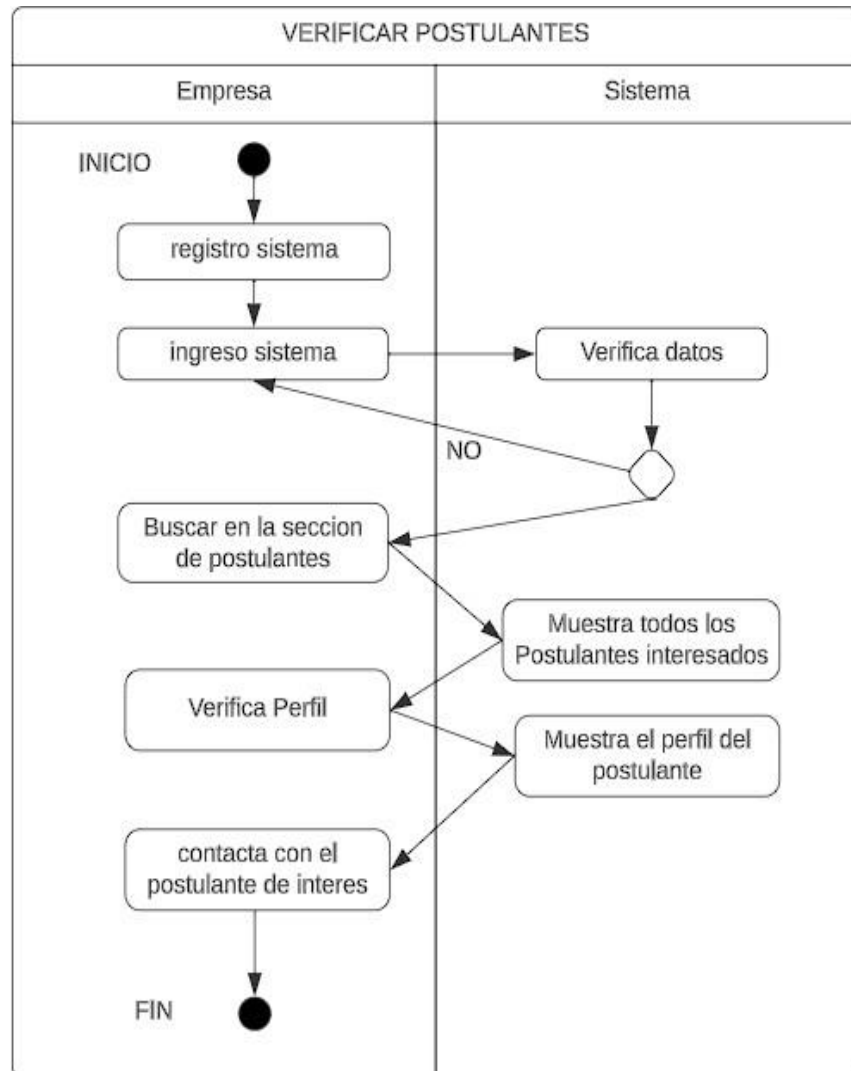 VERIFICAR POSTULANTES
Empresa
Sistema
INICIO
registro sistema
ingreso sistema
Verifica datos
NO
Buscar en la seccion
de postulantes
Muestra todos los
Postulantes interesados
Verifica Perfil
Muestra el perfil del
postulante
contacta con el
postulante de interes
FIN